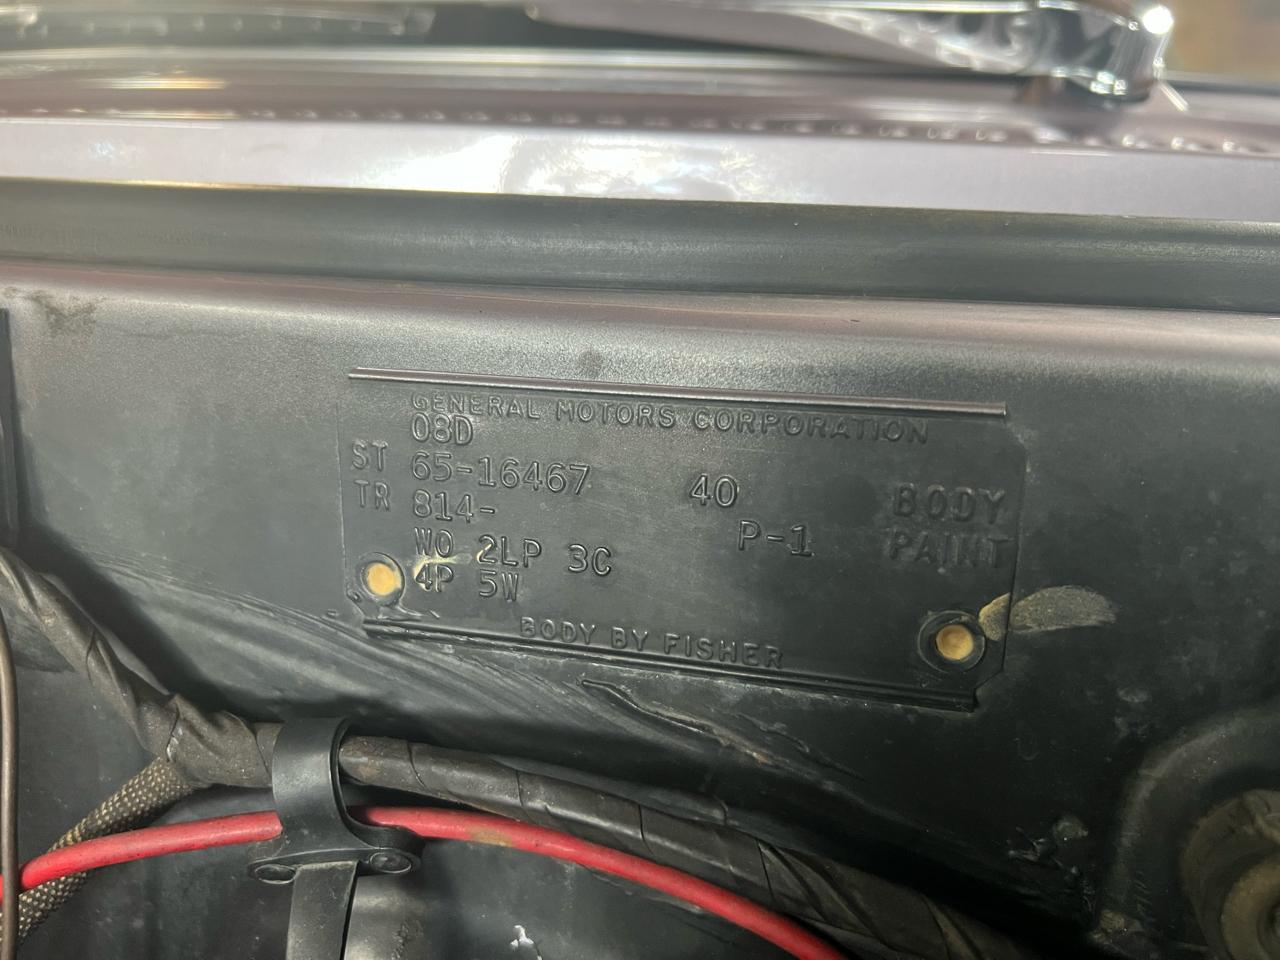 GENERAL MOTORS CORPORATION
08D
ST 65-16467 40 BODY
TR 814- P-1 PAINT
WO 2LP 3C
4P 5W
BODY BY FISHER